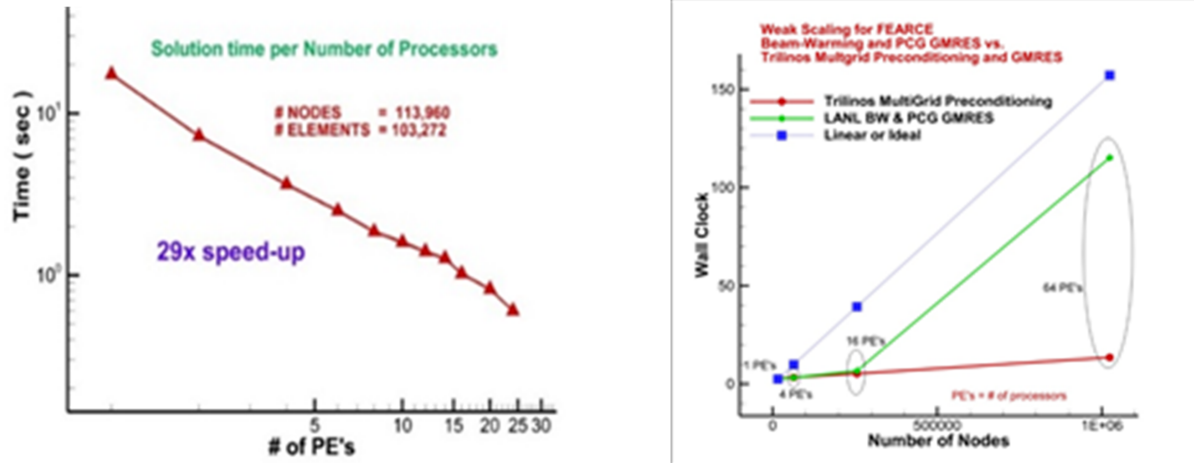 Solution time per Number of Processors
# NODES = 113,960
# ELEMENTS = 103,272
29x speed-up
Time ( sec )
10¹
10⁰
5 10 15 20 25 30
# of PE's
Weak Scaling for FEARCE
Beam-Warming and PCG GMRES vs.
Trilinos Multgrid Preconditioning and GMRES
Trilinos MultiGrid Preconditioning
LANL BW & PCG GMRES
Linear or Ideal
Wall Clock
150
100
50
0
64 PE's
16 PE's
1 PE's
4 PE's
PE's = # of processors
0 500000 1E+06
Number of Nodes